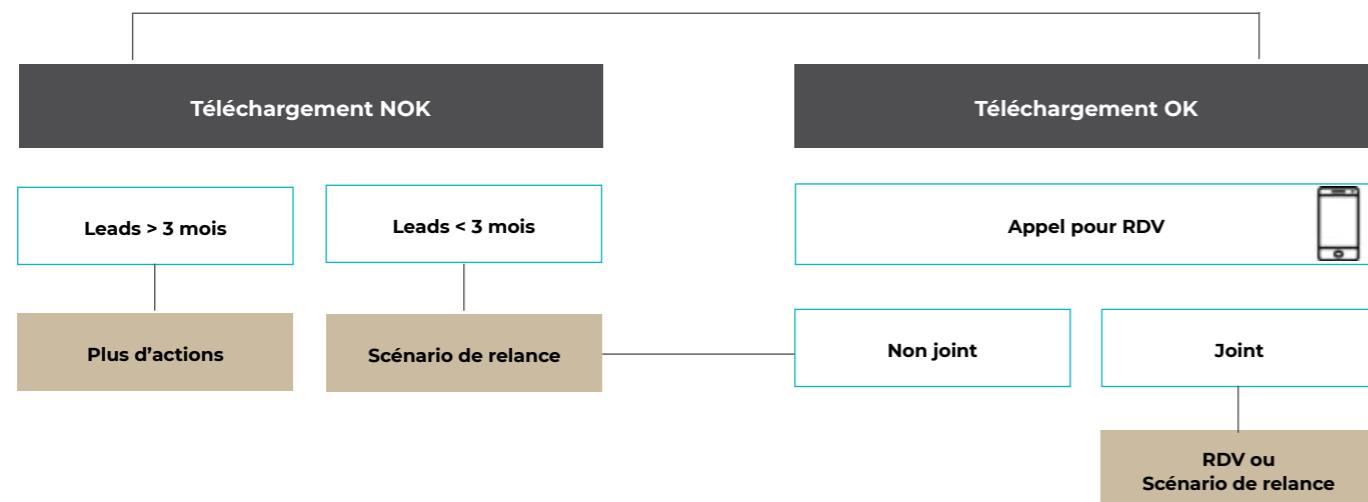 Téléchargement NOK
Téléchargement OK
Leads > 3 mois
Leads < 3 mois
Appel pour RDV
Plus d’actions
Scénario de relance
Non joint
Joint
RDV ou
Scénario de relance